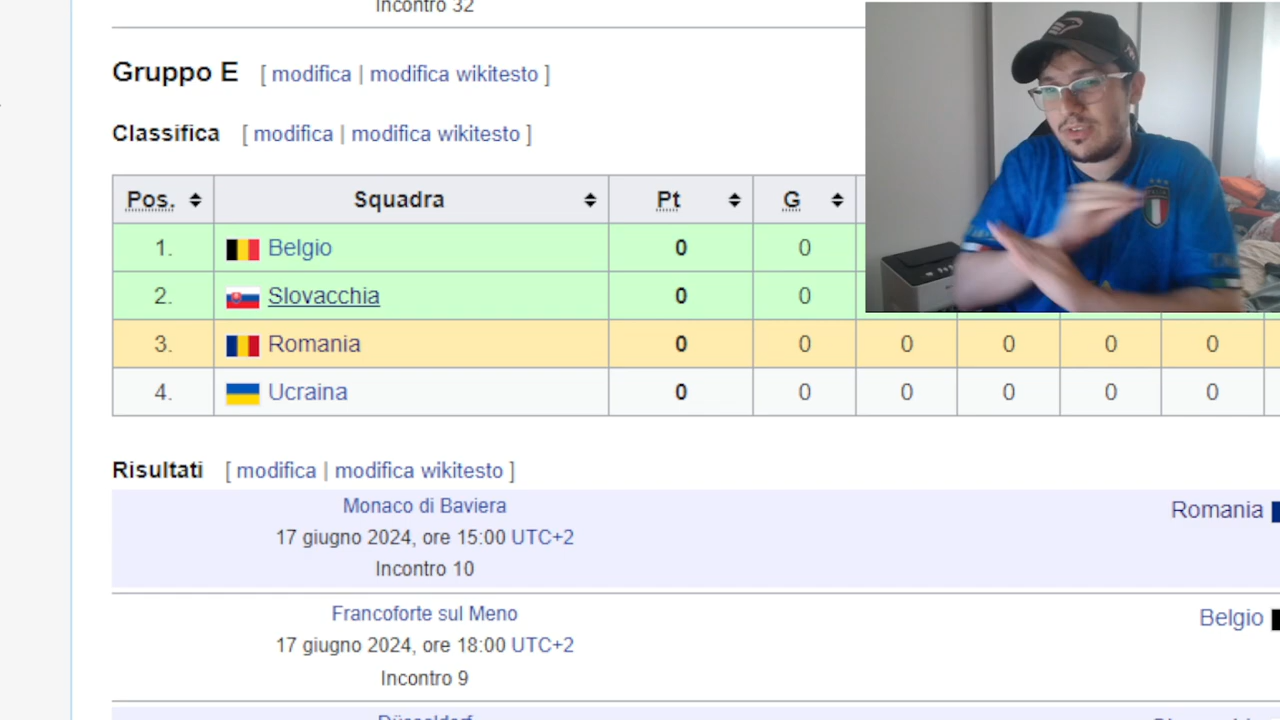 Incontro 32
Gruppo E [ modifica | modifica wikitesto ]
Classifica [ modifica | modifica wikitesto ]
Pos. Squadra Pt G
1. Belgio 0 0
2. Slovacchia 0 0
3. Romania 0 0 0 0 0 0
4. Ucraina 0 0 0 0 0 0
Risultati [ modifica | modifica wikitesto ]
Monaco di Baviera
17 giugno 2024, ore 15:00 UTC+2
Incontro 10
Romania
Francoforte sul Meno
17 giugno 2024, ore 18:00 UTC+2
Incontro 9
Belgio
Düsseldorf